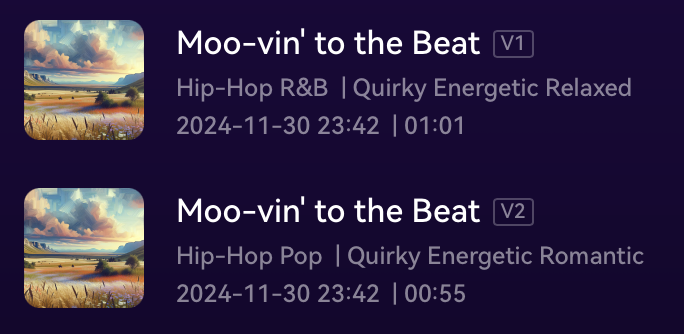 Moo-vin' to the Beat V1
Hip-Hop R&B | Quirky Energetic Relaxed
2024-11-30 23:42 | 01:01
Moo-vin' to the Beat V2
Hip-Hop Pop | Quirky Energetic Romantic
2024-11-30 23:42 | 00:55